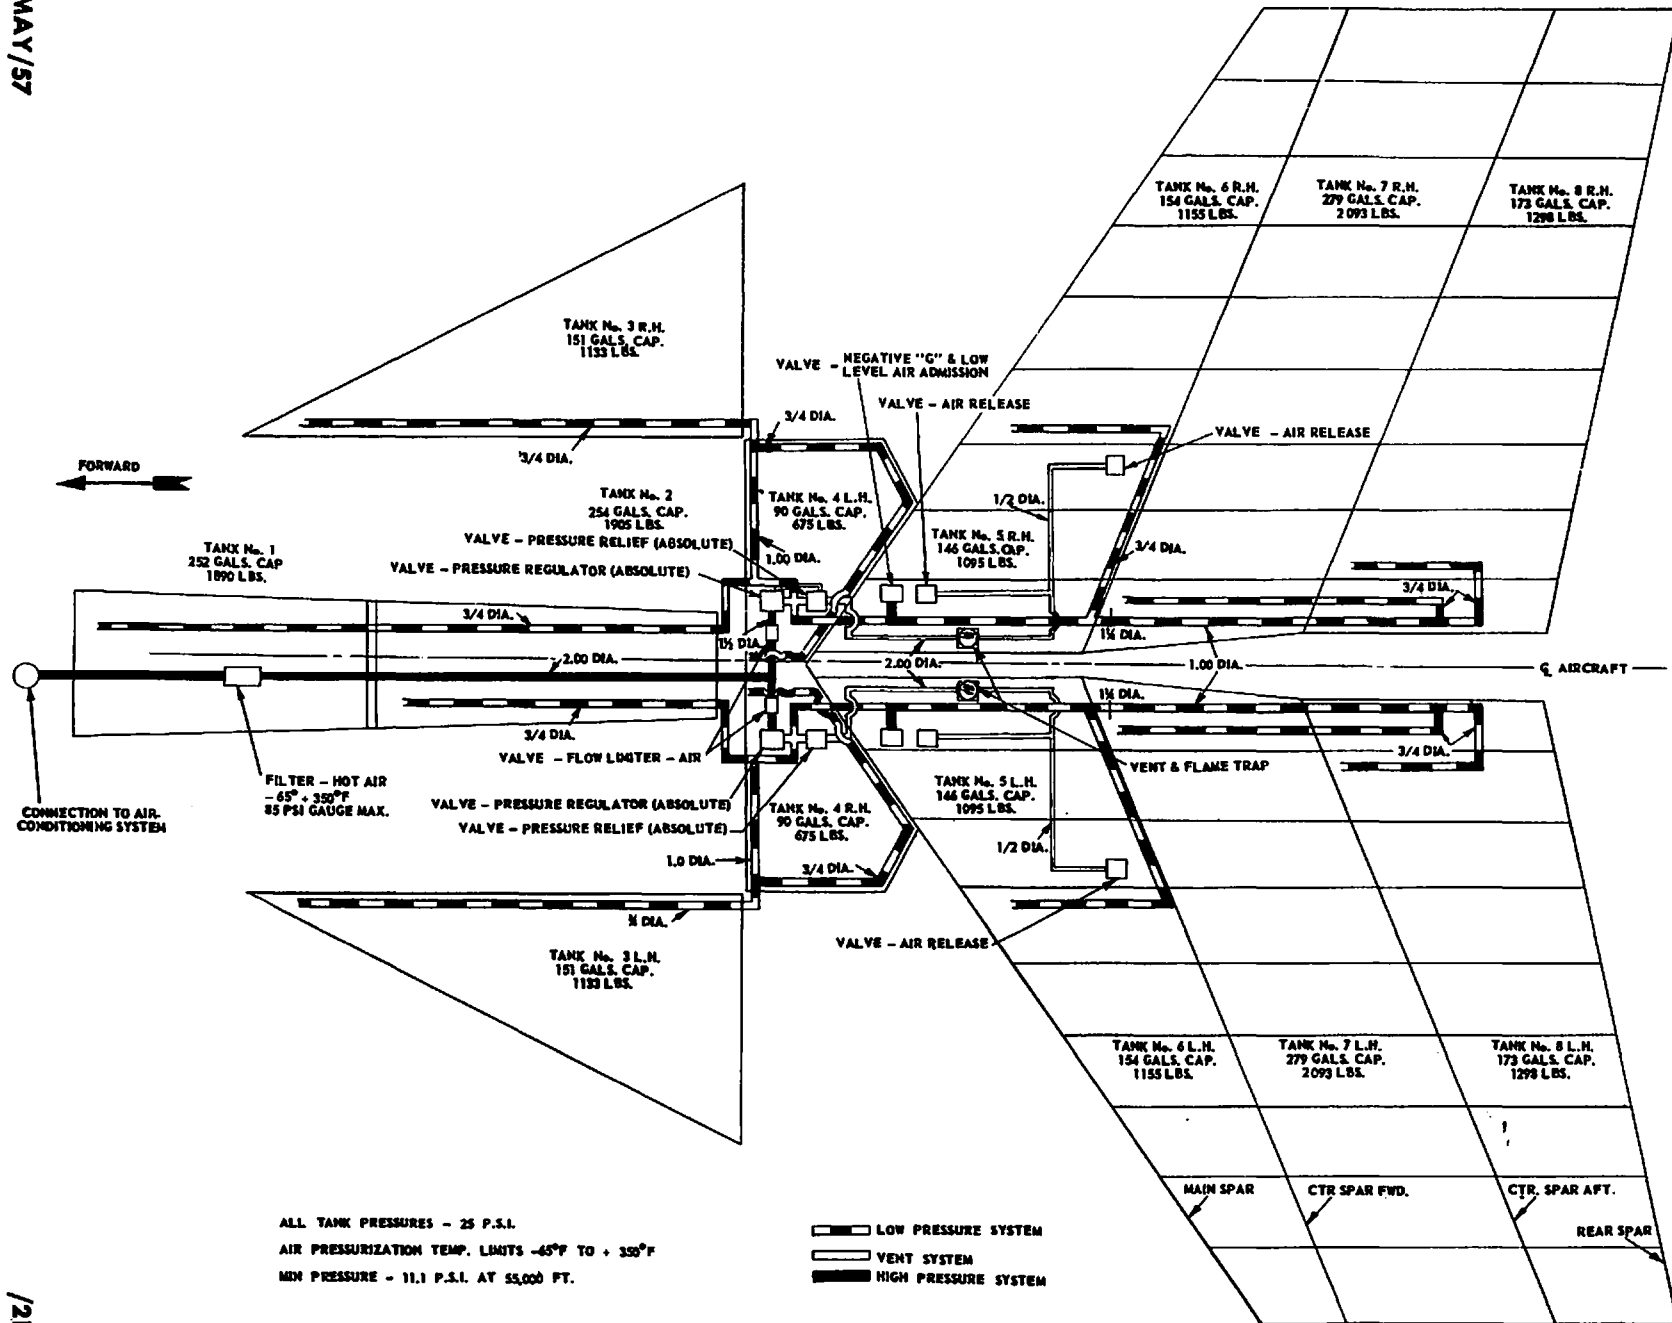 MAY/57
TANK No. 6 R.H.
154 GALS. CAP.
1155 LBS.
TANK No. 7 R.H.
279 GALS. CAP.
2093 LBS.
TANK No. 8 R.H.
173 GALS. CAP.
1298 LBS.
TANK No. 3 R.H.
151 GALS. CAP.
1133 LBS.
VALVE - NEGATIVE "G" & LOW
LEVEL AIR ADMISSION
VALVE - AIR RELEASE
3/4 DIA.
VALVE - AIR RELEASE
3/4 DIA.
FORWARD
TANK No. 2
254 GALS. CAP.
1905 LBS.
TANK No. 4 L.H.
90 GALS. CAP.
675 LBS.
1/2 DIA.
TANK No. 5 R.H.
146 GALS. CAP.
1095 LBS.
VALVE - PRESSURE RELIEF (ABSOLUTE)
1.00 DIA.
3/4 DIA.
TANK No. 1
252 GALS. CAP
1890 LBS.
VALVE - PRESSURE REGULATOR (ABSOLUTE)
3/4 DIA.
3/4 DIA.
1½ DIA.
1¼ DIA.
2.00 DIA.
2.00 DIA.
1.00 DIA.
℄ AIRCRAFT
1¼ DIA.
3/4 DIA.
3/4 DIA.
VALVE - FLOW LIMITER - AIR
VENT & FLAME TRAP
FILTER - HOT AIR
-65° + 350°F
85 PSI GAUGE MAX.
CONNECTION TO AIR-
CONDITIONING SYSTEM
VALVE - PRESSURE REGULATOR (ABSOLUTE)
VALVE - PRESSURE RELIEF (ABSOLUTE)
TANK No. 4 R.H.
90 GALS. CAP.
675 LBS.
TANK No. 5 L.H.
146 GALS. CAP.
1095 LBS.
1/2 DIA.
1.0 DIA.
3/4 DIA.
¾ DIA.
VALVE - AIR RELEASE
TANK No. 3 L.H.
151 GALS. CAP.
1133 LBS.
TANK No. 6 L.H.
154 GALS. CAP.
1155 LBS.
TANK No. 7 L.H.
279 GALS. CAP.
2093 LBS.
TANK No. 8 L.H.
173 GALS. CAP.
1298 LBS.
MAIN SPAR
CTR SPAR FWD.
CTR. SPAR AFT.
REAR SPAR
ALL TANK PRESSURES - 25 P.S.I.
AIR PRESSURIZATION TEMP. LIMITS -65°F TO + 350°F
MIN PRESSURE - 11.1 P.S.I. AT 55,000 FT.
LOW PRESSURE SYSTEM
VENT SYSTEM
HIGH PRESSURE SYSTEM